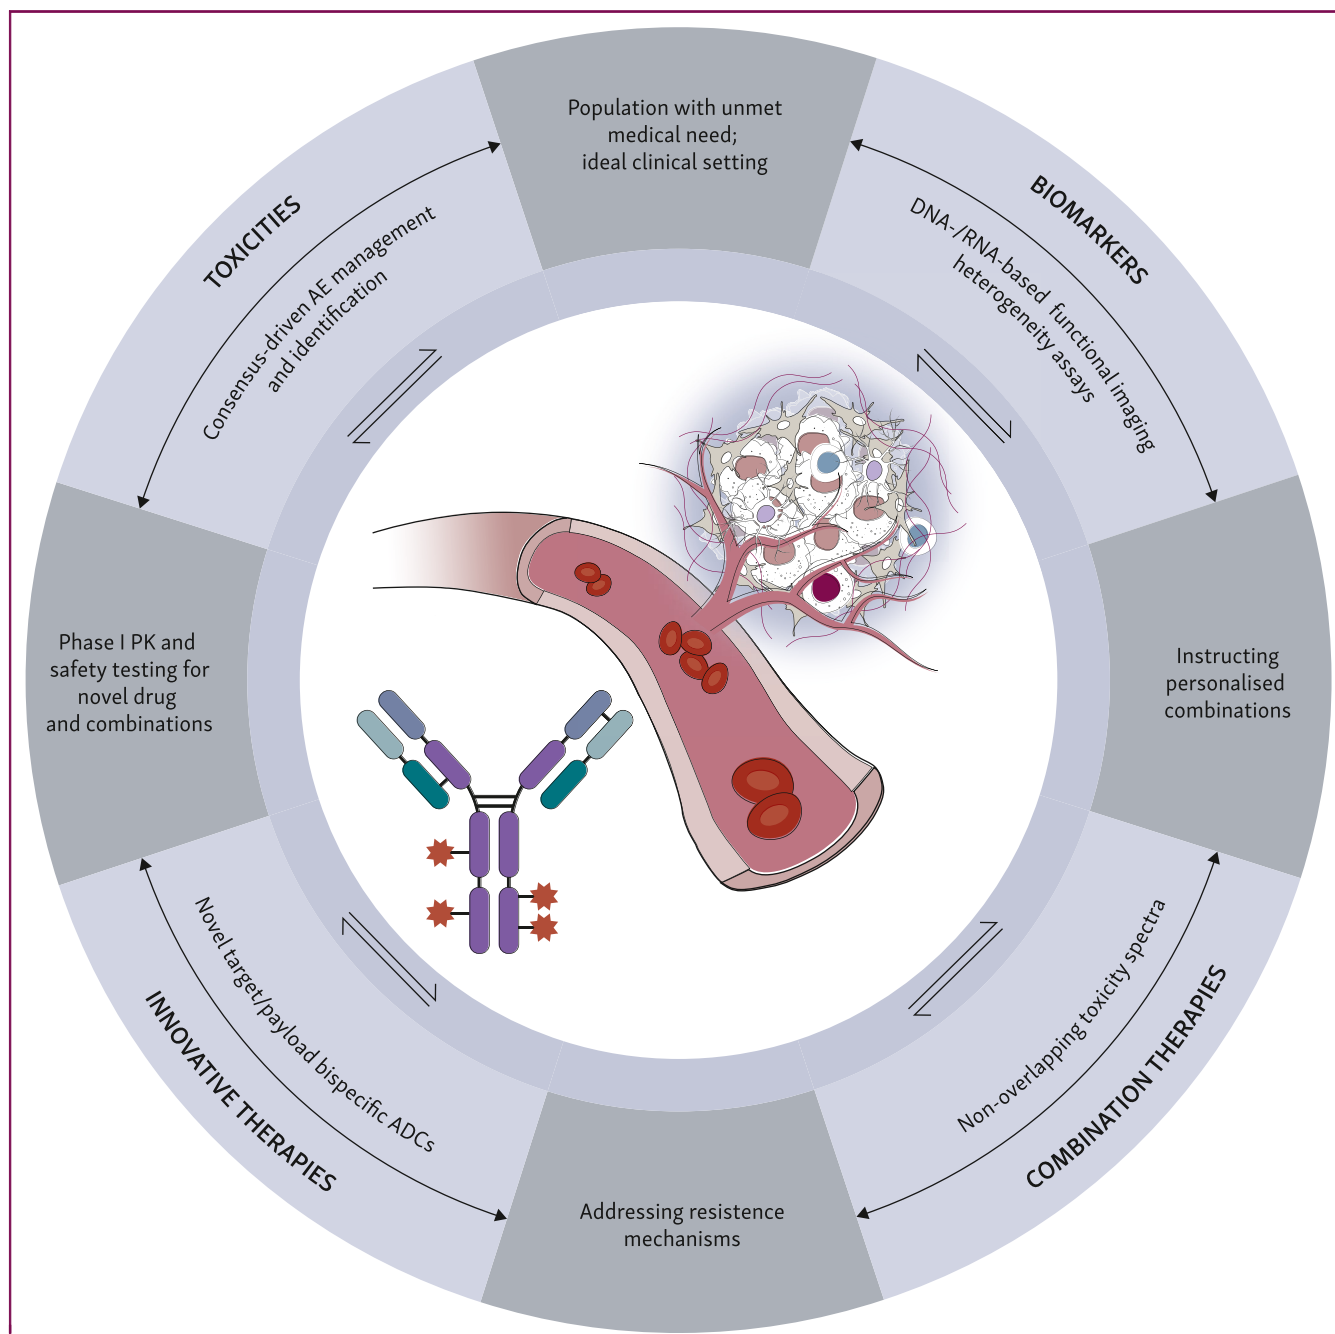 Population with unmet
medical need;
ideal clinical setting
BIOMARKERS
DNA-/RNA-based functional imaging
heterogeneity assays
Instructing
personalised
combinations
COMBINATION THERAPIES
Non-overlapping toxicity spectra
Addressing resistence
mechanisms
INNOVATIVE THERAPIES
Novel target/payload bispecific ADCs
Phase I PK and
safety testing for
novel drug
and combinations
TOXICITIES
Consensus-driven AE management
and identification